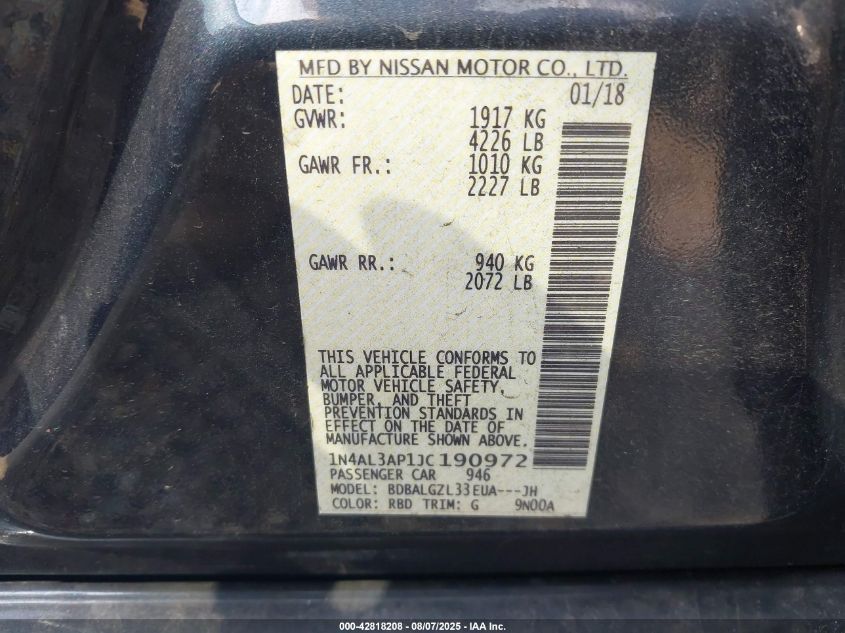 MFD BY NISSAN MOTOR CO., LTD.
DATE: 01/18
GVWR: 1917 KG
4226 LB
GAWR FR.: 1010 KG
2227 LB
GAWR RR.: 940 KG
2072 LB
THIS VEHICLE CONFORMS TO
ALL APPLICABLE FEDERAL
MOTOR VEHICLE SAFETY,
BUMPER, AND THEFT
PREVENTION STANDARDS IN
EFFECT ON THE DATE OF
MANUFACTURE SHOWN ABOVE.
1N4AL3AP1JC190972
PASSENGER CAR 946
MODEL: BDBALGZL33EUA---JH
COLOR: RBD TRIM: G 9N00A
000-42818208 - 08/07/2025 - IAA Inc.